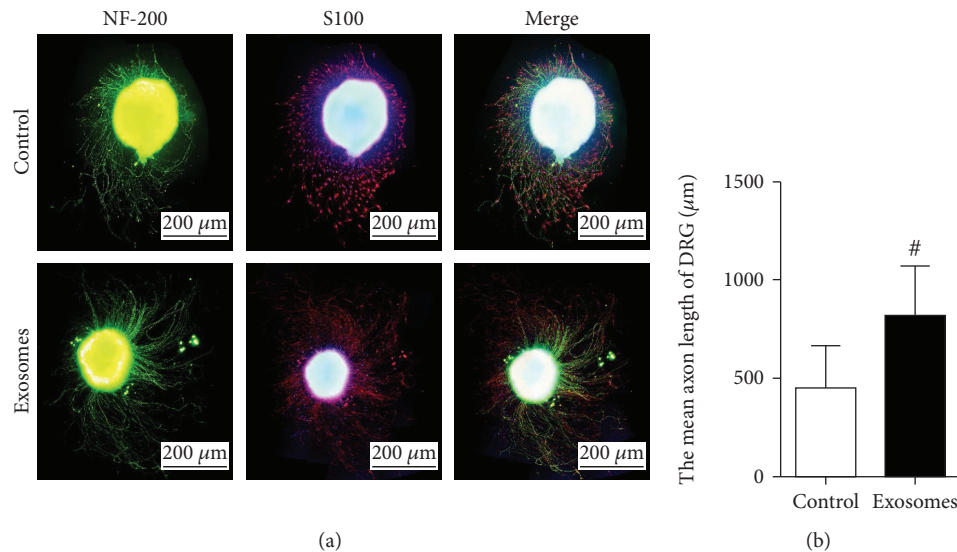 NF-200
S100
Merge
Control
200 μm
200 μm
200 μm
Exosomes
200 μm
200 μm
200 μm
(a)
The mean axon length of DRG (μm)
1500
1000
500
0
#
Control
Exosomes
(b)